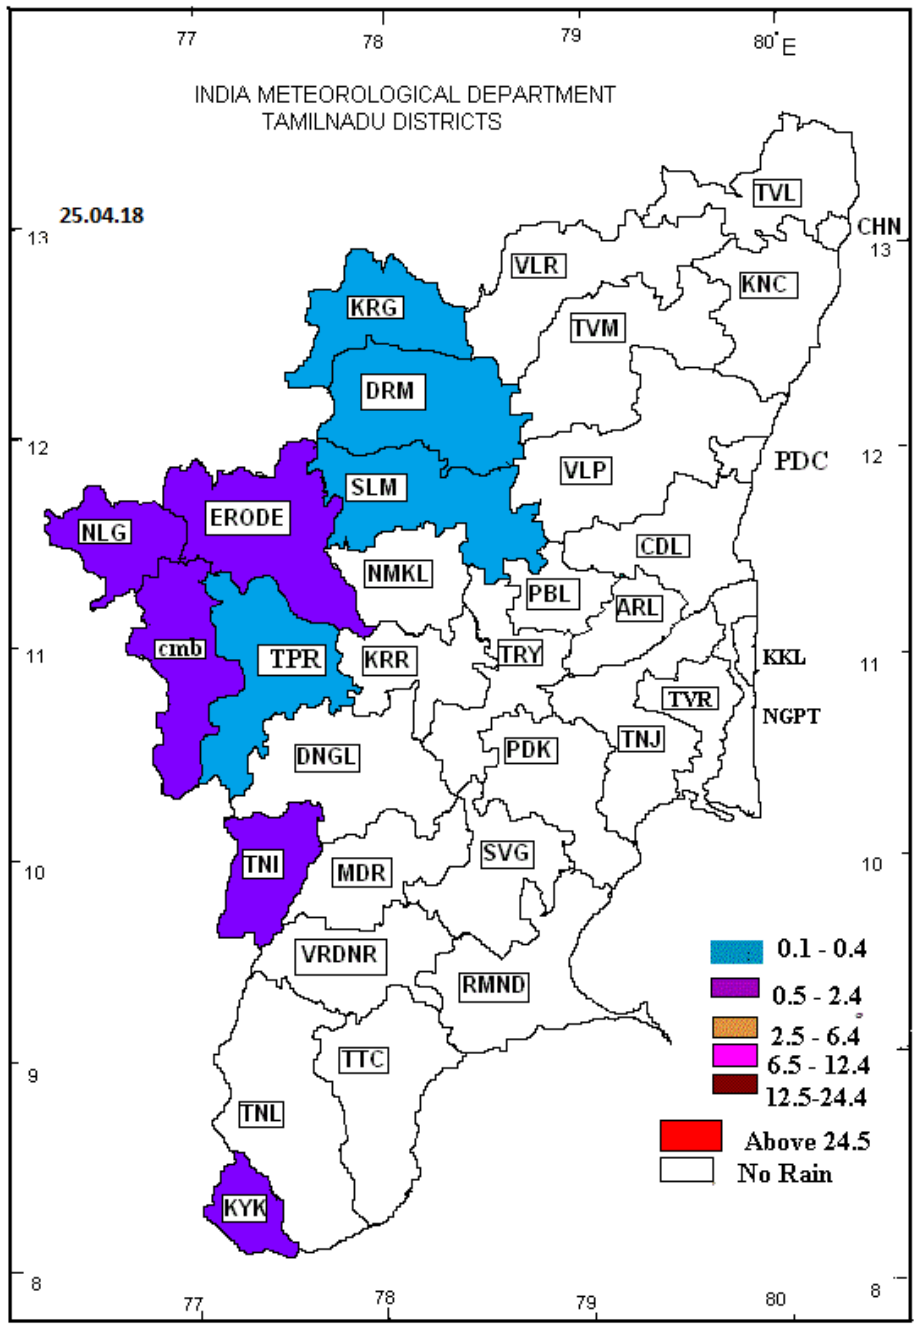 77 78 79 80° E
INDIA METEOROLOGICAL DEPARTMENT
TAMILNADU DISTRICTS
25.04.18
TVL
CHN
13
13
VLR
KNC
KRG
TVM
DRM
12
12
PDC
VLP
SLM
ERODE
NLG
CDL
NMKL
PBL
ARL
cmb
TPR
KRR
TRY
11
11
KKL
TVR
NGPT
DNGL
PDK
TNJ
TNI
MDR
SVG
10
10
VRDNR
RMND
0.1 - 0.4
0.5 - 2.4
2.5 - 6.4
6.5 - 12.4
12.5-24.4
Above 24.5
No Rain
9
9
TTC
TNL
KYK
8
8
77 78 79 80